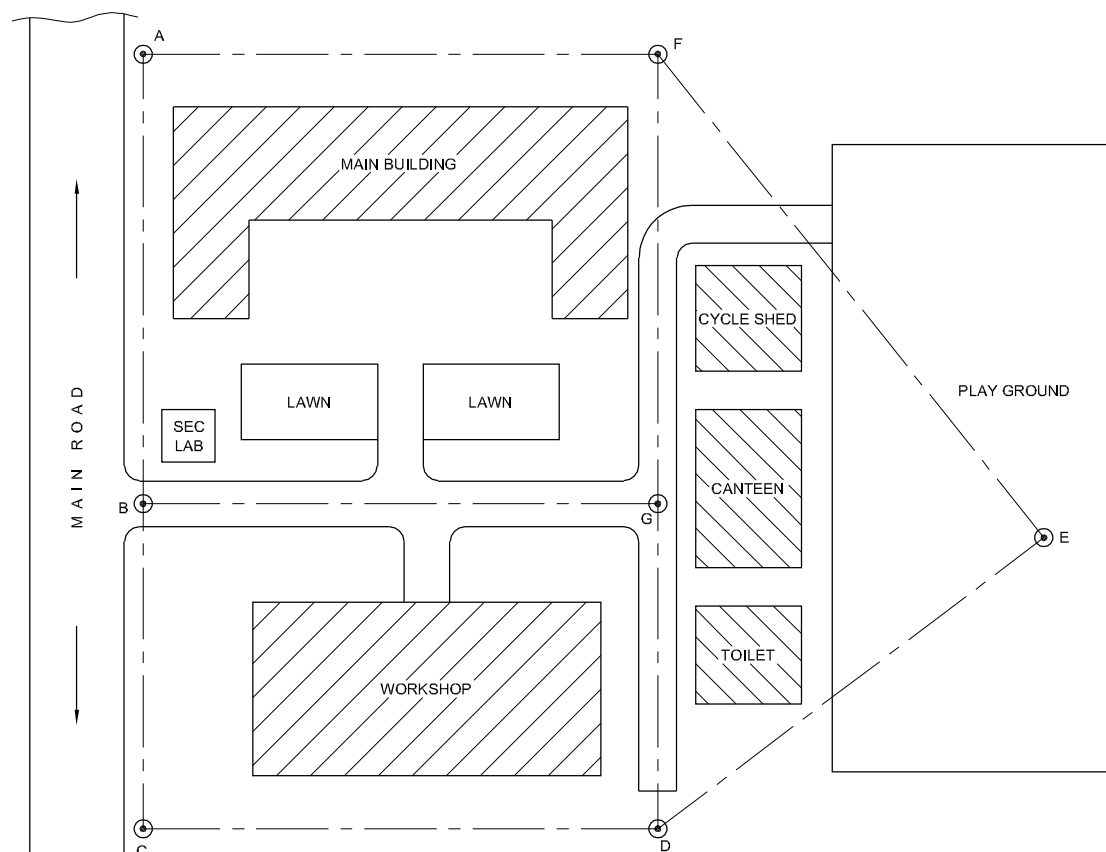 A
F
MAIN BUILDING
CYCLE SHED
PLAY GROUND
LAWN
LAWN
MAIN ROAD
SEC
LAB
CANTEEN
B
G
E
TOILET
WORKSHOP
C
D